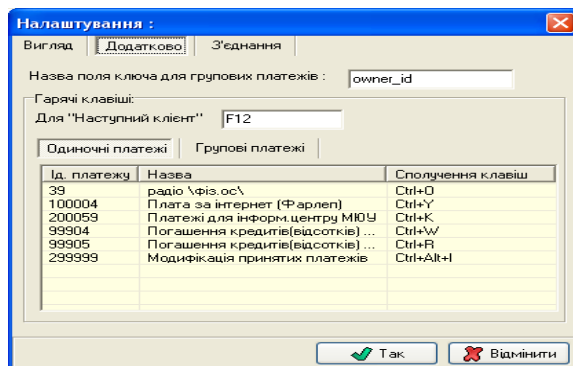 Налаштування :
Вигляд Додатково З'єднання
Назва поля ключа для групових платежів : owner_id
Гарячі клавіші:
Для "Наступний клієнт" F12
Одиночні платежі Групові платежі
Ід. платежу Назва Сполучення клавіш
39 радіо \фіз.ос\ Ctrl+O
100004 Плата за інтернет (Фарлеп) Ctrl+Y
200059 Платежі для інформ.центру МЮУ Ctrl+K
99904 Погашення кредитів(відсотків) ... Ctrl+W
99905 Погашення кредитів(відсотків) ... Ctrl+R
299999 Модифікація принятих платежів Ctrl+Alt+I
Так Відмінити